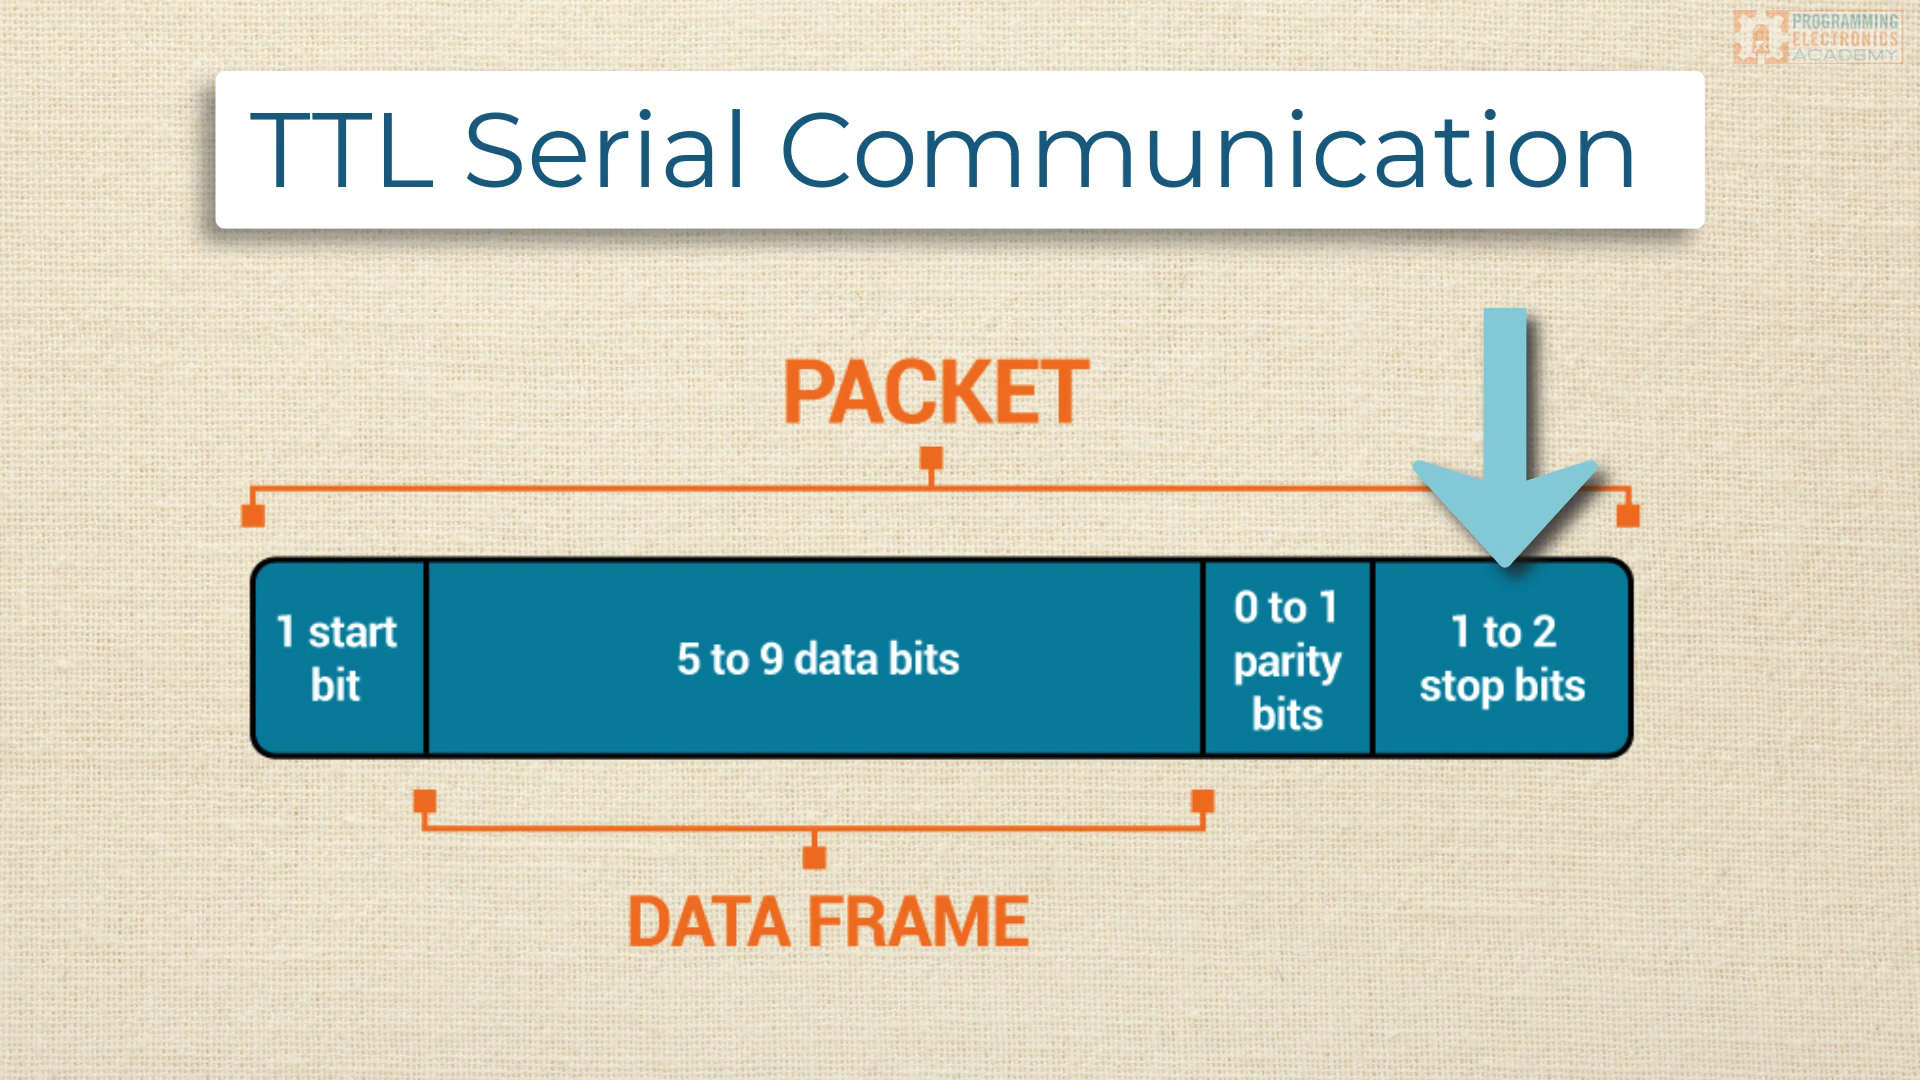 PROGRAMMING
ELECTRONICS
ACADEMY
TTL Serial Communication
PACKET
1 start
bit
5 to 9 data bits
0 to 1
parity
bits
1 to 2
stop bits
DATA FRAME